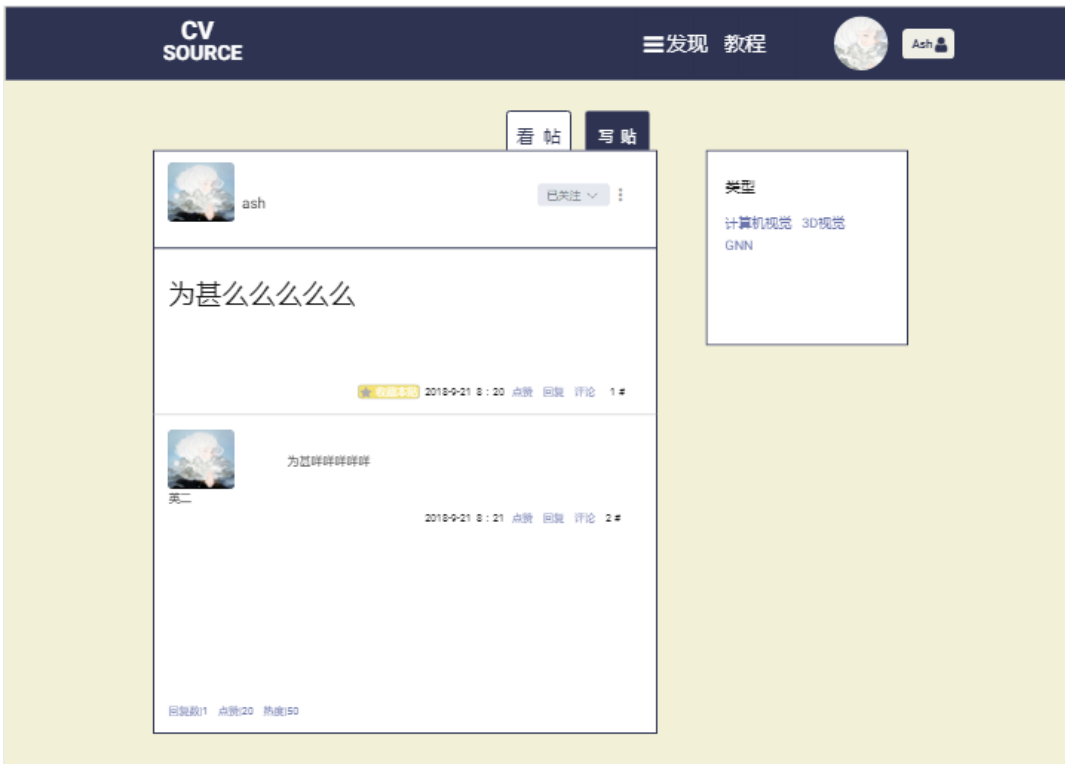 CV
SOURCE
发现 教程
Ash
看 帖
写 贴
ash
已关注
为甚么么么么么
收藏本贴 2018-9-21 8：20 点赞 回复 评论 1 #
为甚咩咩咩咩咩
英二
2018-9-21 8：21 点赞 回复 评论 2 #
回复数|1 点赞|20 热度|50
类型
计算机视觉 3D视觉
GNN